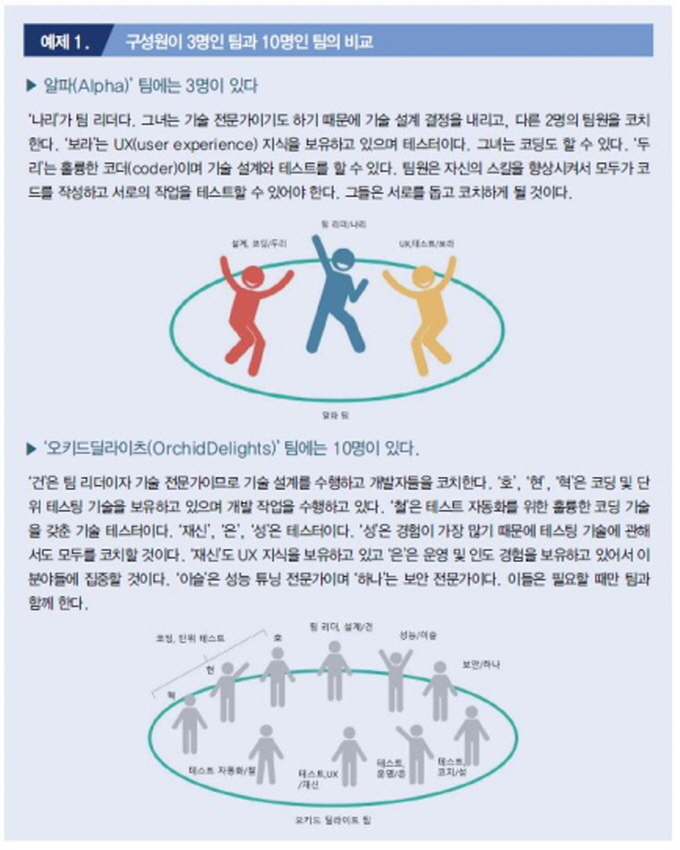 예제 1. 구성원이 3명인 팀과 10명인 팀의 비교
▶ 알파(Alpha)’ 팀에는 3명이 있다
‘나리’가 팀 리더다. 그녀는 기술 전문가이기도 하기 때문에 기술 설계 결정을 내리고, 다른 2명의 팀원을 코치
한다. ‘보라’는 UX(user experience) 지식을 보유하고 있으며 테스터이다. 그녀는 코딩도 할 수 있다. ‘두
리’는 훌륭한 코더(coder)이며 기술 설계와 테스트를 할 수 있다. 팀원은 자신의 스킬을 향상시켜서 모두가 코
드를 작성하고 서로의 작업을 테스트할 수 있어야 한다. 그들은 서로를 돕고 코치하게 될 것이다.
팀 리더/나리
설계, 코딩/두리
UX,테스트/보라
알파 팀
▶ ‘오키드딜라이츠(OrchidDelights)’ 팀에는 10명이 있다.
‘건’은 팀 리더이자 기술 전문가이므로 기술 설계를 수행하고 개발자들을 코치한다. ‘호’, ‘현’, ‘혁’은 코딩 및 단
위 테스팅 기술을 보유하고 있으며 개발 작업을 수행하고 있다. ‘철’은 테스트 자동화를 위한 훌륭한 코딩 기술
을 갖춘 기술 테스터이다. ‘재신’, ‘은’, ‘성’은 테스터이다. ‘성’은 경험이 가장 많기 때문에 테스팅 기술에 관해
서도 모두를 코치할 것이다. ‘재신’도 UX 지식을 보유하고 있고 ‘은’은 운영 및 인도 경험을 보유하고 있어서 이
분야들에 집중할 것이다. ‘이슬’은 성능 튜닝 전문가이며 ‘하나’는 보안 전문가이다. 이들은 필요할 때만 팀과
함께 한다.
팀 리더, 설계/건
코딩, 단위 테스트
호
성능/이슬
현
보안/하나
혁
테스트 자동화/철
테스트,UX
/재신
테스트,
운영/은
테스트,
코치/성
오키드 딜라이트 팀